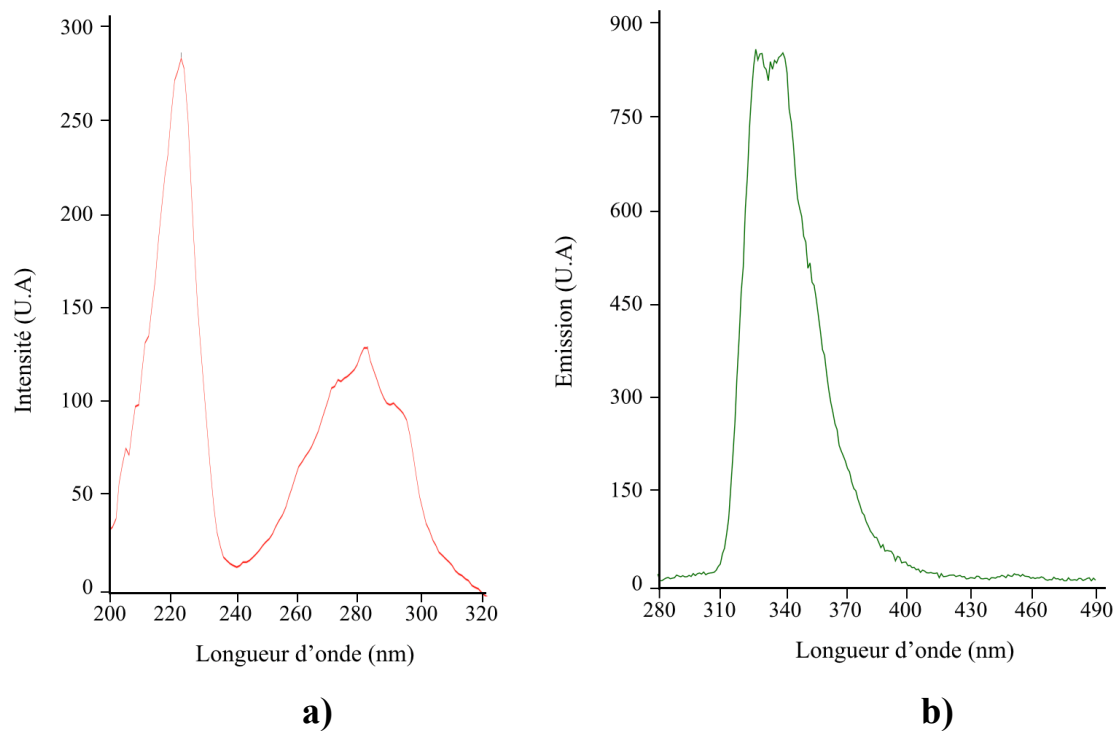 300
250
200
150
100
50
0
200 220 240 260 280 300 320
Intensité (U.A)
Longueur d’onde (nm)
a)
900
750
600
450
300
150
0
280 310 340 370 400 430 460 490
Emission (U.A)
Longueur d’onde (nm)
b)